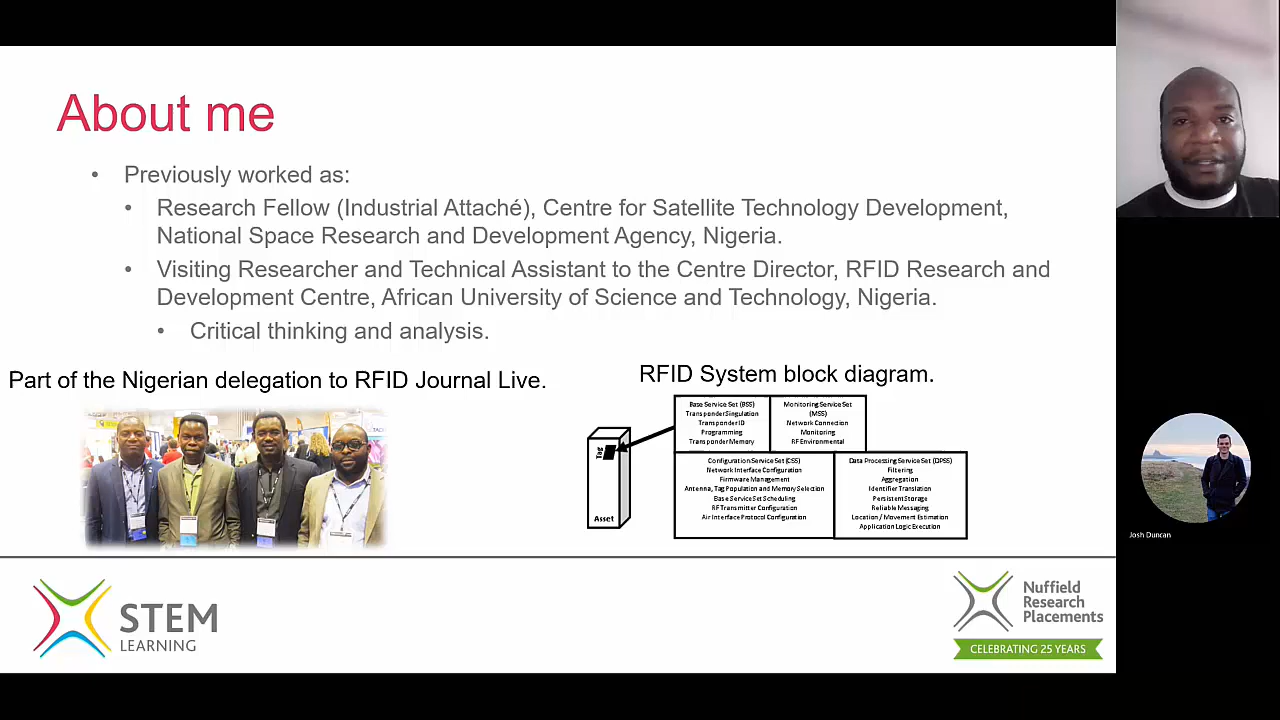 About me
• Previously worked as:
• Research Fellow (Industrial Attaché), Centre for Satellite Technology Development,
National Space Research and Development Agency, Nigeria.
• Visiting Researcher and Technical Assistant to the Centre Director, RFID Research and
Development Centre, African University of Science and Technology, Nigeria.
• Critical thinking and analysis.
Part of the Nigerian delegation to RFID Journal Live.
RFID System block diagram.
Tag
Asset
Base Service Set (BSS)
Transponder Singulation
Transponder ID
Programming
Transponder Memory
Monitoring Service Set
(MSS)
Network Connection
Monitoring
RF Environmental
Configuration Service Set (CSS)
Network Interface Configuration
Firmware Management
Antenna, Tag Population and Memory Selection
Base Service Set Scheduling
RF Transmitter Configuration
Air Interface Protocol Configuration
Data Processing Service Set (DPSS)
Filtering
Aggregation
Identifier Translation
Persistent Storage
Reliable Messaging
Location / Movement Estimation
Application Logic Execution
STEM
LEARNING
Nuffield
Research
Placements
CELEBRATING 25 YEARS
Josh Duncan